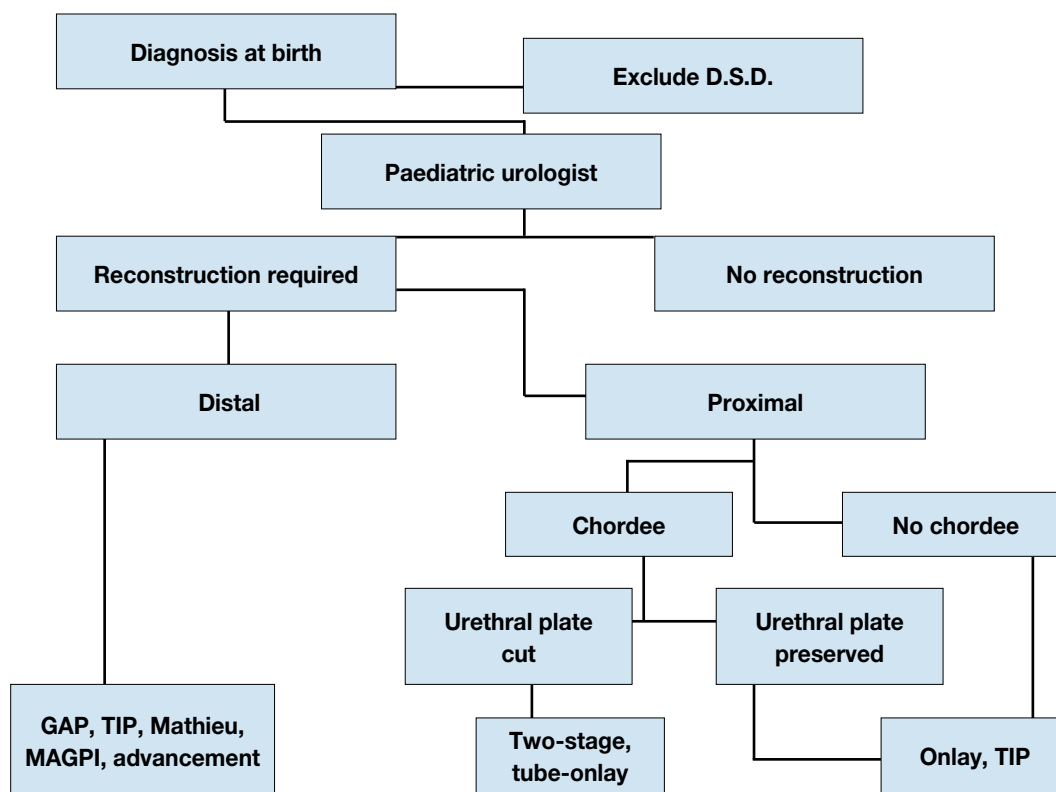 Diagnosis at birth
Exclude D.S.D.
Paediatric urologist
Reconstruction required
No reconstruction
Distal
Proximal
Chordee
No chordee
Urethral plate
cut
Urethral plate
preserved
GAP, TIP, Mathieu,
MAGPI, advancement
Two-stage,
tube-onlay
Onlay, TIP